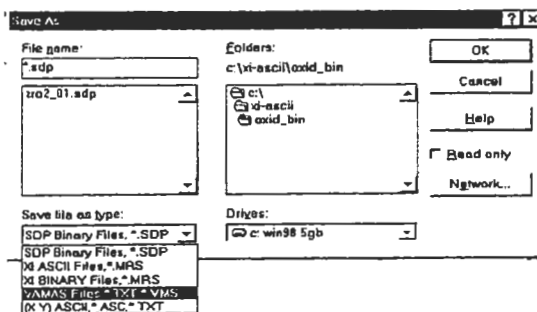 Save As
File name:
*.sdp
zro2_01.sdp
Save file as type:
SDP Binary Files, *.SDP
SDP Binary Files, *.SDP
XI ASCII Files,*.MRS
XI BINARY Files,*.MRS
VAMAS Files *.TXT *.VMS
(X Y) ASCII,*.ASC,*.TXT
Folders:
c:\xi-ascii\oxid_bin
c:\
xi-ascii
oxid_bin
Drives:
c: win98 5gb
OK
Cancel
Help
Read only
Network...